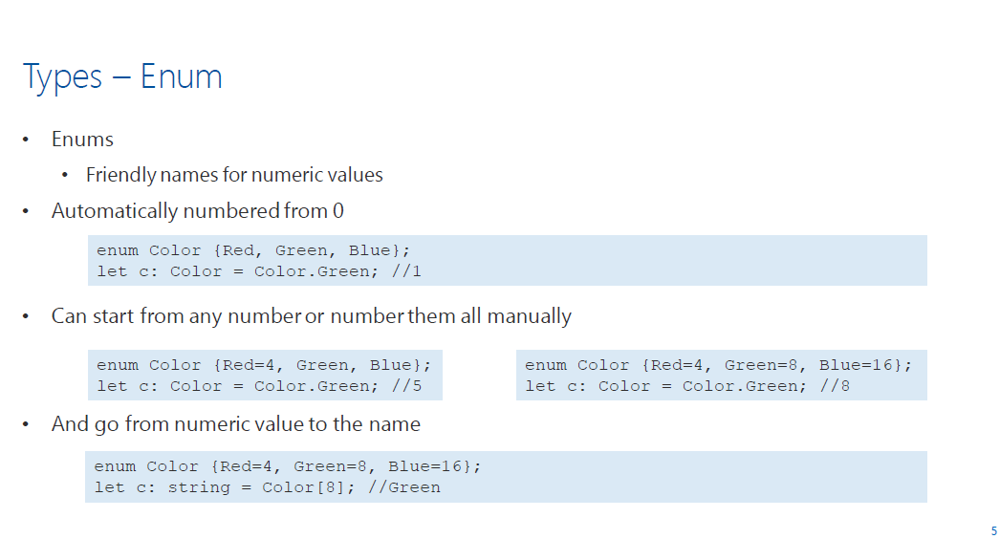 Types – Enum
• Enums
• Friendly names for numeric values
• Automatically numbered from 0
enum Color {Red, Green, Blue};
let c: Color = Color.Green; //1
• Can start from any number or number them all manually
enum Color {Red=4, Green, Blue};
let c: Color = Color.Green; //5
enum Color {Red=4, Green=8, Blue=16};
let c: Color = Color.Green; //8
• And go from numeric value to the name
enum Color {Red=4, Green=8, Blue=16};
let c: string = Color[8]; //Green
5